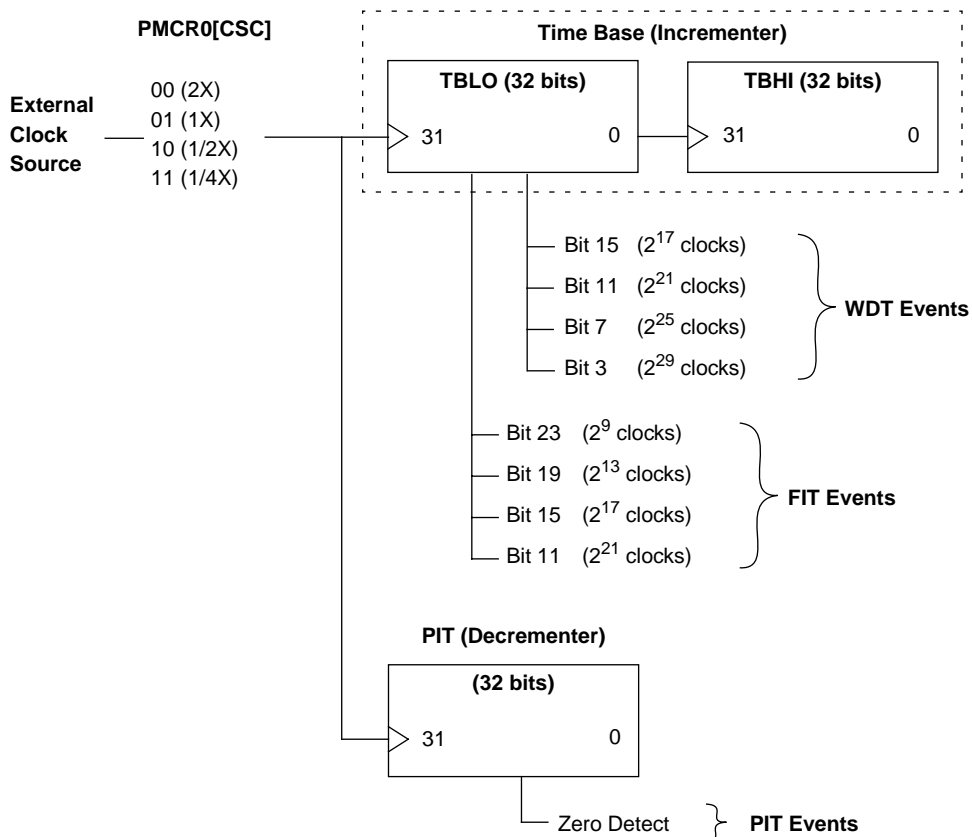 PMCR0[CSC]
Time Base (Incrementer)
TBLO (32 bits)
TBHI (32 bits)
External
Clock
Source
00 (2X)
01 (1X)
10 (1/2X)
11 (1/4X)
31 0
31 0
Bit 15 (2^17 clocks)
Bit 11 (2^21 clocks)
Bit 7 (2^25 clocks)
Bit 3 (2^29 clocks)
WDT Events
Bit 23 (2^9 clocks)
Bit 19 (2^13 clocks)
Bit 15 (2^17 clocks)
Bit 11 (2^21 clocks)
FIT Events
PIT (Decrementer)
(32 bits)
31 0
Zero Detect
PIT Events